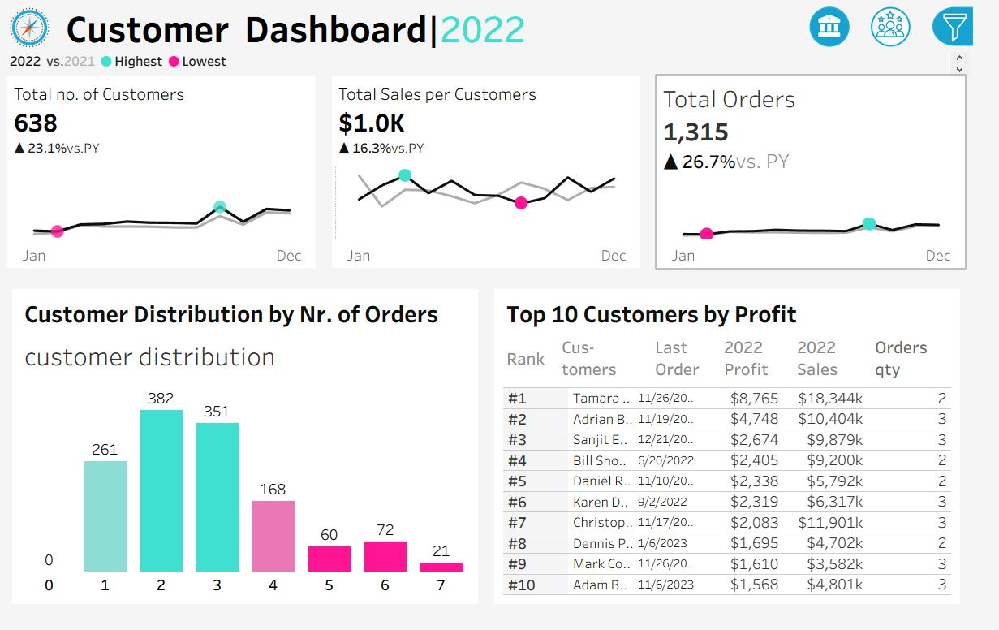 Customer Dashboard|2022
2022 vs.2021 Highest Lowest
Total no. of Customers
638
▲ 23.1%vs.PY
Jan Dec
Total Sales per Customers
$1.0K
▲ 16.3%vs.PY
Jan Dec
Total Orders
1,315
▲ 26.7%vs. PY
Jan Dec
Customer Distribution by Nr. of Orders
customer distribution
0 261 382 351 168 60 72 21
0 1 2 3 4 5 6 7
Top 10 Customers by Profit
Rank Cus-tomers Last Order 2022 Profit 2022 Sales Orders qty
#1 Tamara .. 11/26/20.. $8,765 $18,344k 2
#2 Adrian B.. 11/19/20.. $4,748 $10,404k 3
#3 Sanjit E.. 12/21/20.. $2,674 $9,879k 3
#4 Bill Sho.. 6/20/2022 $2,405 $9,200k 2
#5 Daniel R.. 11/10/20.. $2,338 $5,792k 2
#6 Karen D.. 9/2/2022 $2,319 $6,317k 3
#7 Christop.. 11/17/20.. $2,083 $11,901k 3
#8 Dennis P.. 1/6/2023 $1,695 $4,702k 2
#9 Mark Co.. 11/26/20.. $1,610 $3,582k 3
#10 Adam B.. 11/6/2023 $1,568 $4,801k 3